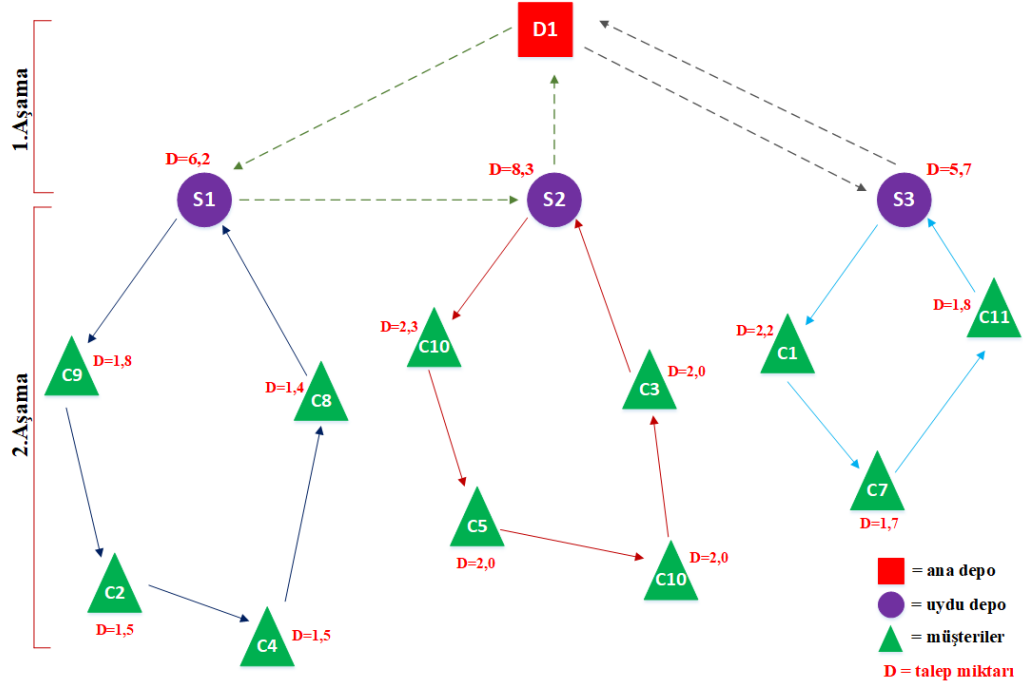 D1
1.Aşama
D=6,2
D=8,3
D=5,7
S1
S2
S3
2.Aşama
C9
D=1,8
D=1,4
C8
D=2,3
C10
C3
D=2,0
D=2,2
C1
D=1,8
C11
C5
D=2,0
C7
D=1,7
C2
D=1,5
C4
D=1,5
C10
D=2,0
= ana depo
= uydu depo
= müşteriler
D = talep miktarı